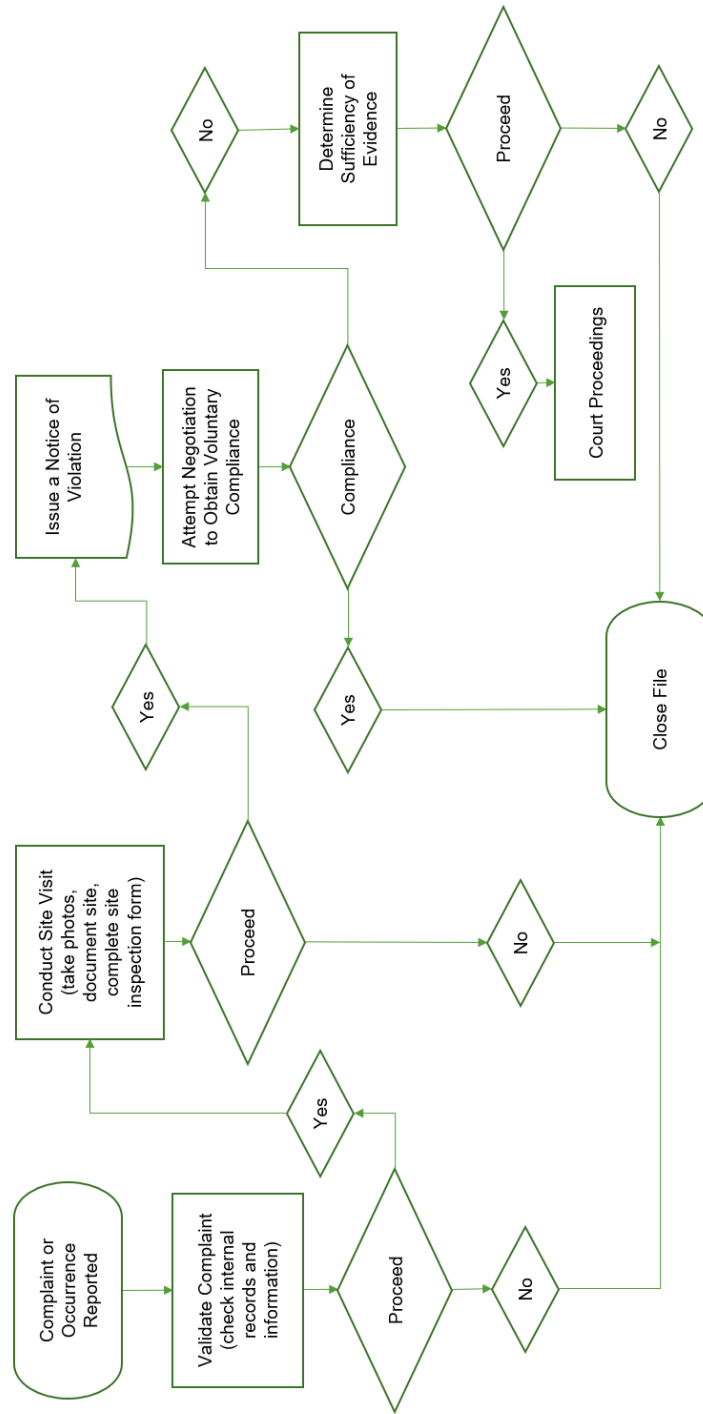 Complaint or
Occurrence
Reported
Validate Complaint
(check internal
records and
information)
Proceed
No
Yes
Conduct Site Visit
(take photos,
document site,
complete site
inspection form)
Proceed
No
Yes
Issue a Notice of
Violation
Attempt Negotiation
to Obtain Voluntary
Compliance
Compliance
Yes
No
Determine
Sufficiency of
Evidence
Proceed
Yes
Court Proceedings
No
Close File